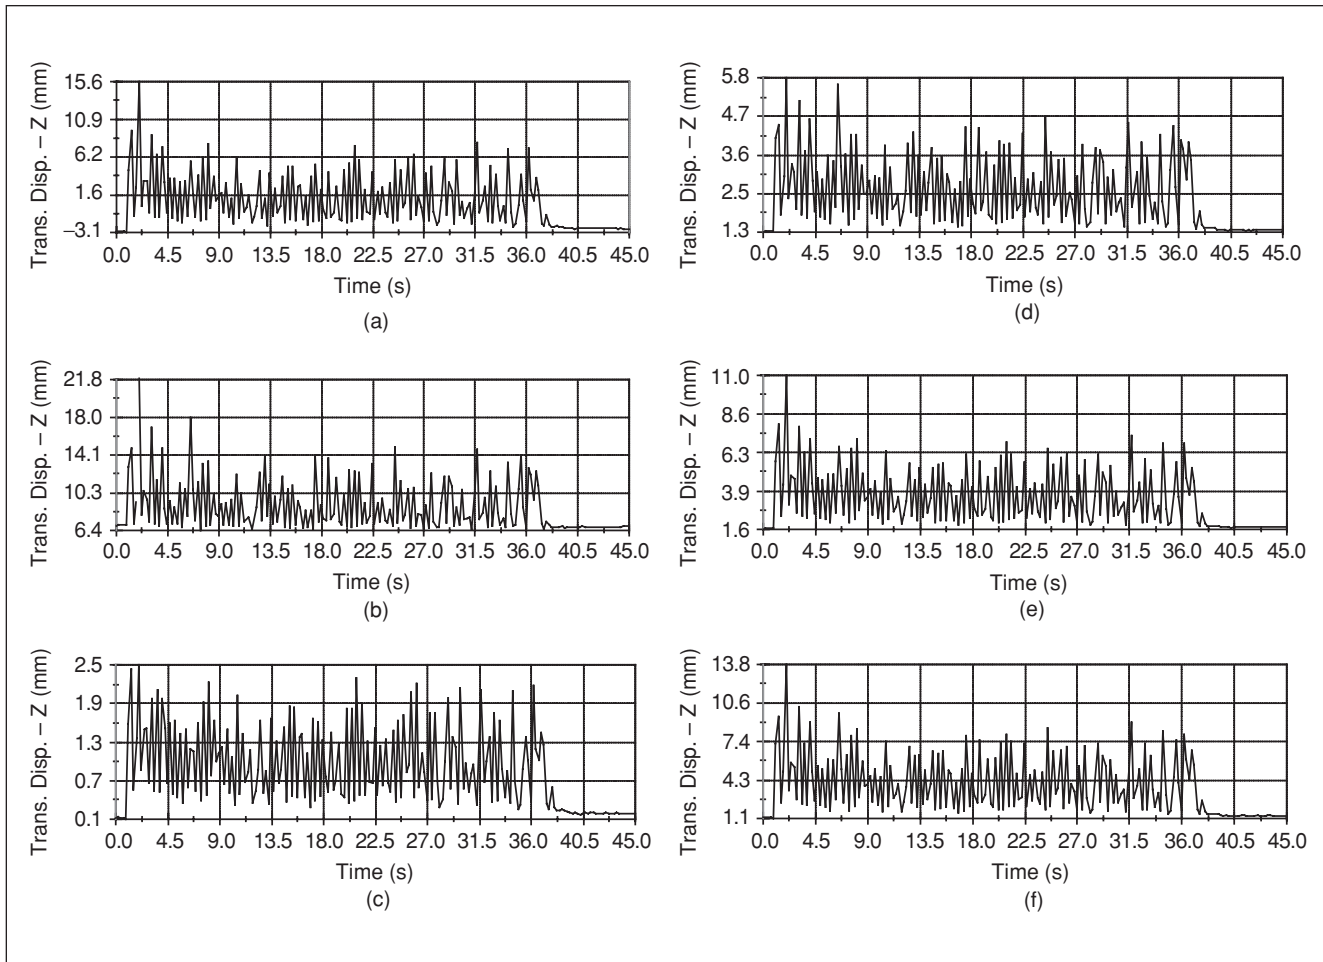 Trans. Disp. – Z (mm)
15.6
10.9
6.2
1.6
–3.1
0.0 4.5 9.0 13.5 18.0 22.5 27.0 31.5 36.0 40.5 45.0
Time (s)
(a)
Trans. Disp. – Z (mm)
21.8
18.0
14.1
10.3
6.4
0.0 4.5 9.0 13.5 18.0 22.5 27.0 31.5 36.0 40.5 45.0
Time (s)
(b)
Trans. Disp. – Z (mm)
2.5
1.9
1.3
0.7
0.1
0.0 4.5 9.0 13.5 18.0 22.5 27.0 31.5 36.0 40.5 45.0
Time (s)
(c)
Trans. Disp. – Z (mm)
5.8
4.7
3.6
2.5
1.3
0.0 4.5 9.0 13.5 18.0 22.5 27.0 31.5 36.0 40.5 45.0
Time (s)
(d)
Trans. Disp. – Z (mm)
11.0
8.6
6.3
3.9
1.6
0.0 4.5 9.0 13.5 18.0 22.5 27.0 31.5 36.0 40.5 45.0
Time (s)
(e)
Trans. Disp. – Z (mm)
13.8
10.6
7.4
4.3
1.1
0.0 4.5 9.0 13.5 18.0 22.5 27.0 31.5 36.0 40.5 45.0
Time (s)
(f)